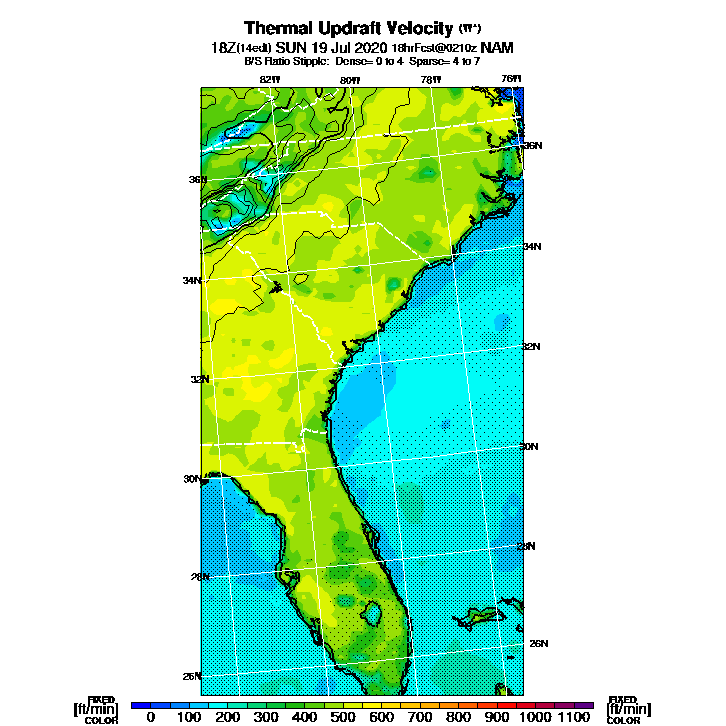 Thermal Updraft Velocity (W*)
18Z(14edt) SUN 19 Jul 2020 18hrFcst@0210z NAM
B/S Ratio Stipple: Dense= 0 to 4 Sparse= 4 to 7
82W 80W 78W 76W
36N
36N
34N
34N
32N
32N
30N
30N
28N
28N
26N
26N
FIXED
[ft/min]
COLOR
0 100 200 300 400 500 600 700 800 900 1000 1100
FIXED
[ft/min]
COLOR